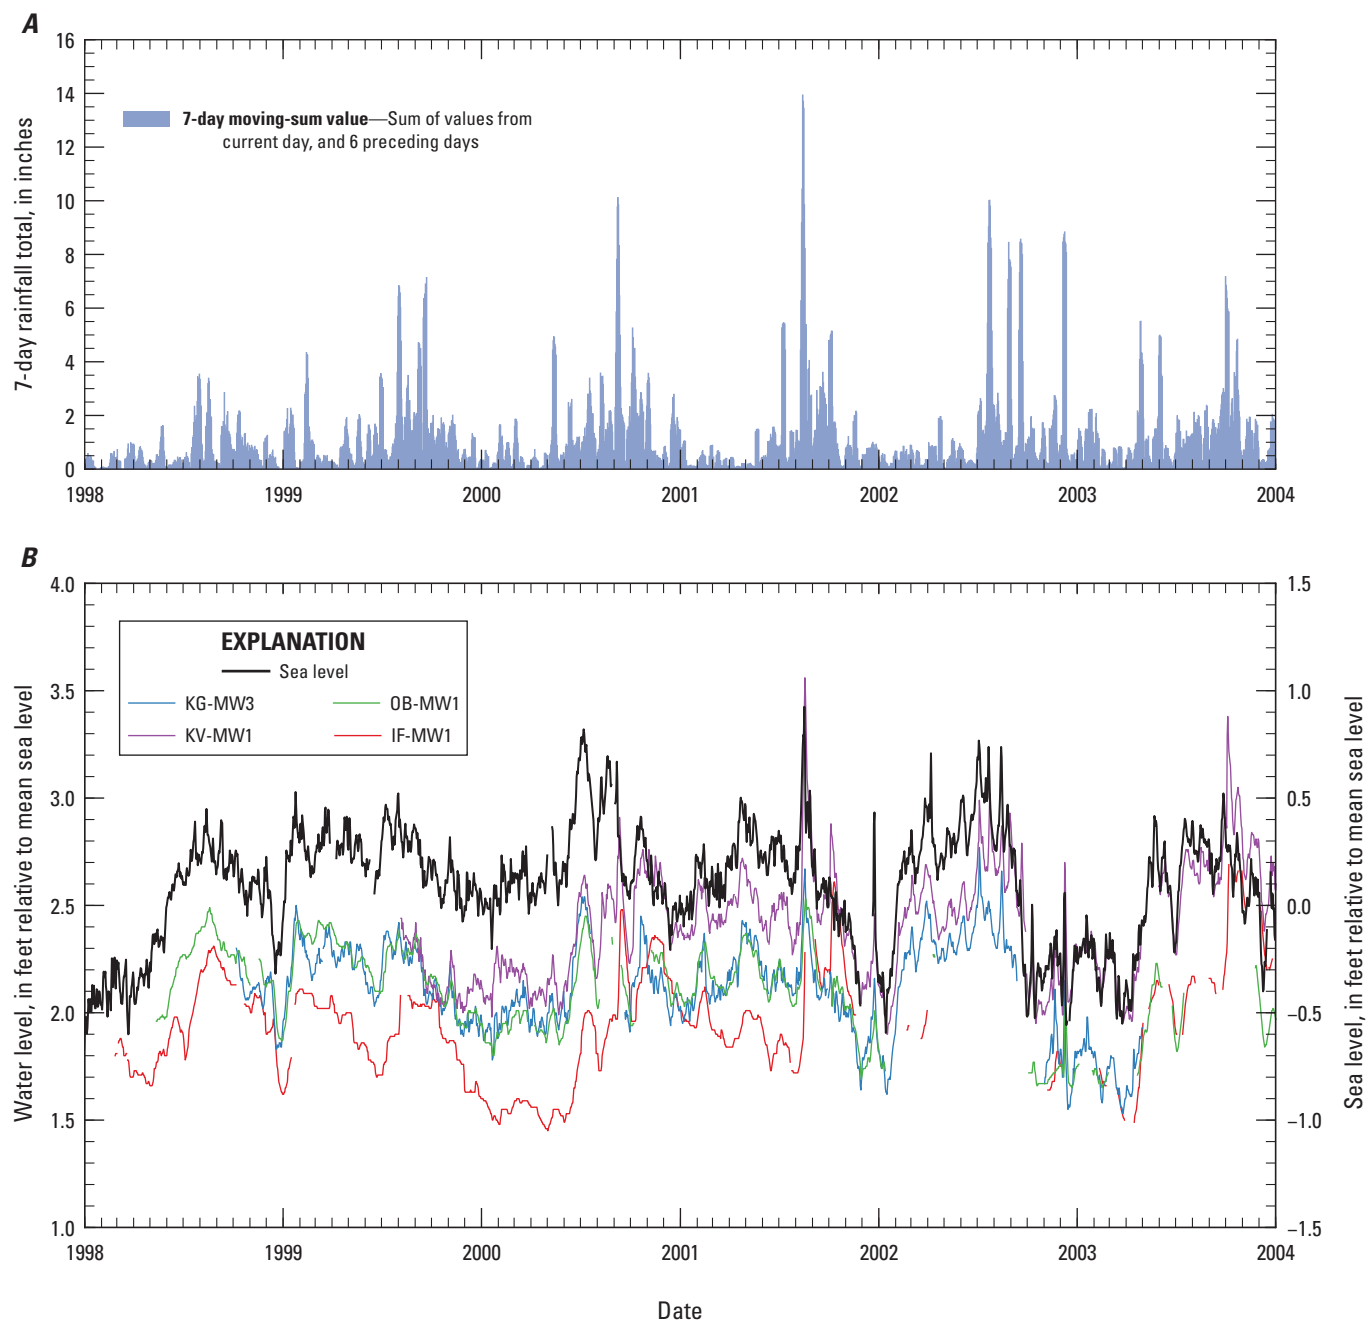 A
16
14
12
10
8
6
4
2
0
7-day rainfall total, in inches
7-day moving-sum value—Sum of values from
current day, and 6 preceding days
1998 1999 2000 2001 2002 2003 2004
B
4.0
3.5
3.0
2.5
2.0
1.5
1.0
Water level, in feet relative to mean sea level
EXPLANATION
Sea level
KG-MW3 OB-MW1
KV-MW1 IF-MW1
1.5
1.0
0.5
0.0
−0.5
−1.0
−1.5
Sea level, in feet relative to mean sea level
1998 1999 2000 2001 2002 2003 2004
Date